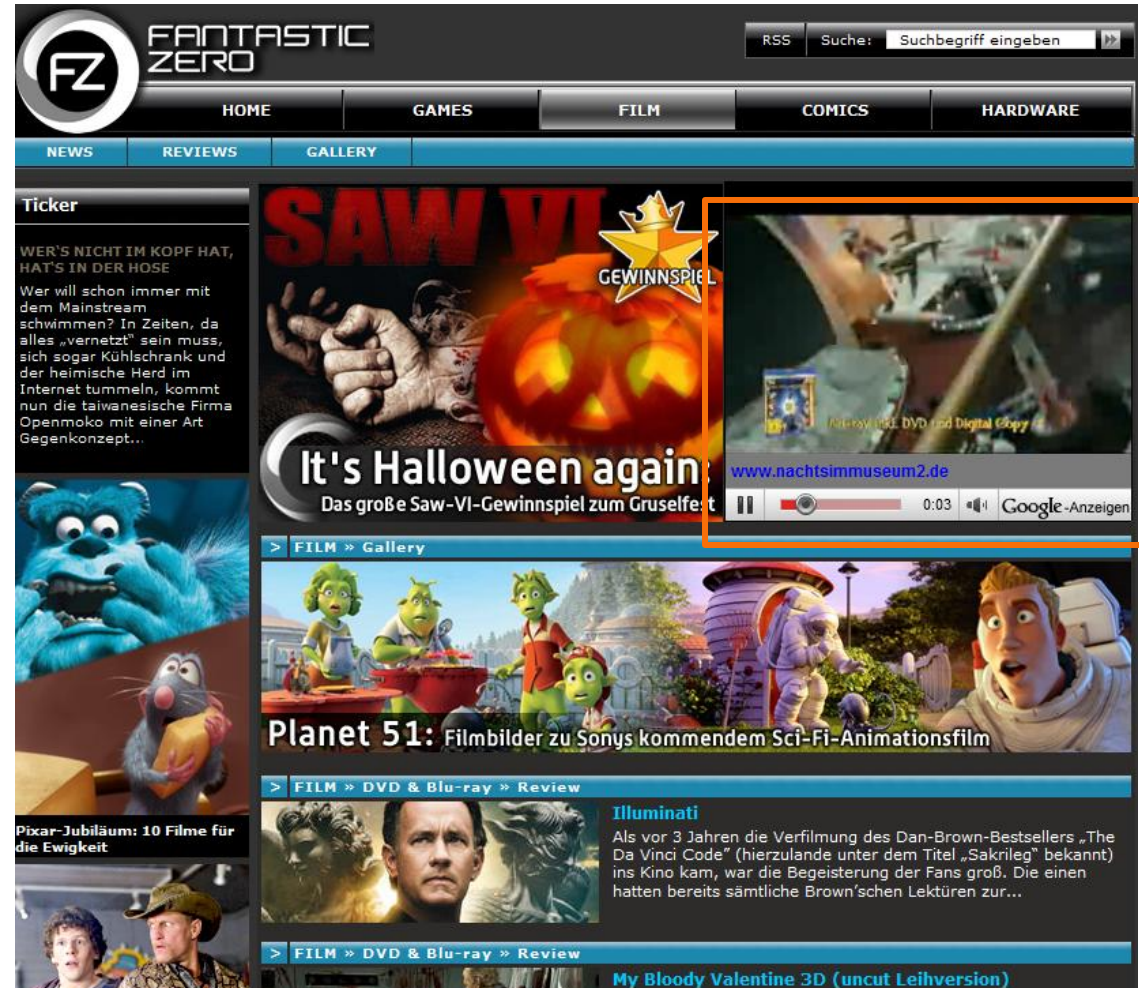 FZ
FANTASTIC
ZERO
RSS Suche: Suchbegriff eingeben
HOME GAMES FILM COMICS HARDWARE
NEWS REVIEWS GALLERY
Ticker
WER'S NICHT IM KOPF HAT,
HAT'S IN DER HOSE
Wer will schon immer mit
dem Mainstream
schwimmen? In Zeiten, da
alles „vernetzt“ sein muss,
sich sogar Kühlschrank und
der heimische Herd im
Internet tummeln, kommt
nun die taiwanesische Firma
Openmoko mit einer Art
Gegenkonzept...
Pixar-Jubiläum: 10 Filme für
die Ewigkeit
SAW VI
GEWINNSPIEL
It's Halloween again:
Das große Saw-VI-Gewinnspiel zum Gruselfest
Blu-ray inkl. DVD und Digital Copy
www.nachtsimmuseum2.de
0:03 Google-Anzeigen
> FILM » Gallery
Planet 51: Filmbilder zu Sonys kommendem Sci-Fi-Animationsfilm
> FILM » DVD & Blu-ray » Review
Illuminati
Als vor 3 Jahren die Verfilmung des Dan-Brown-Bestsellers „The
Da Vinci Code“ (hierzulande unter dem Titel „Sakrileg“ bekannt)
ins Kino kam, war die Begeisterung der Fans groß. Die einen
hatten bereits sämtliche Brown'schen Lektüren zur...
> FILM » DVD & Blu-ray » Review
My Bloody Valentine 3D (uncut Leihversion)